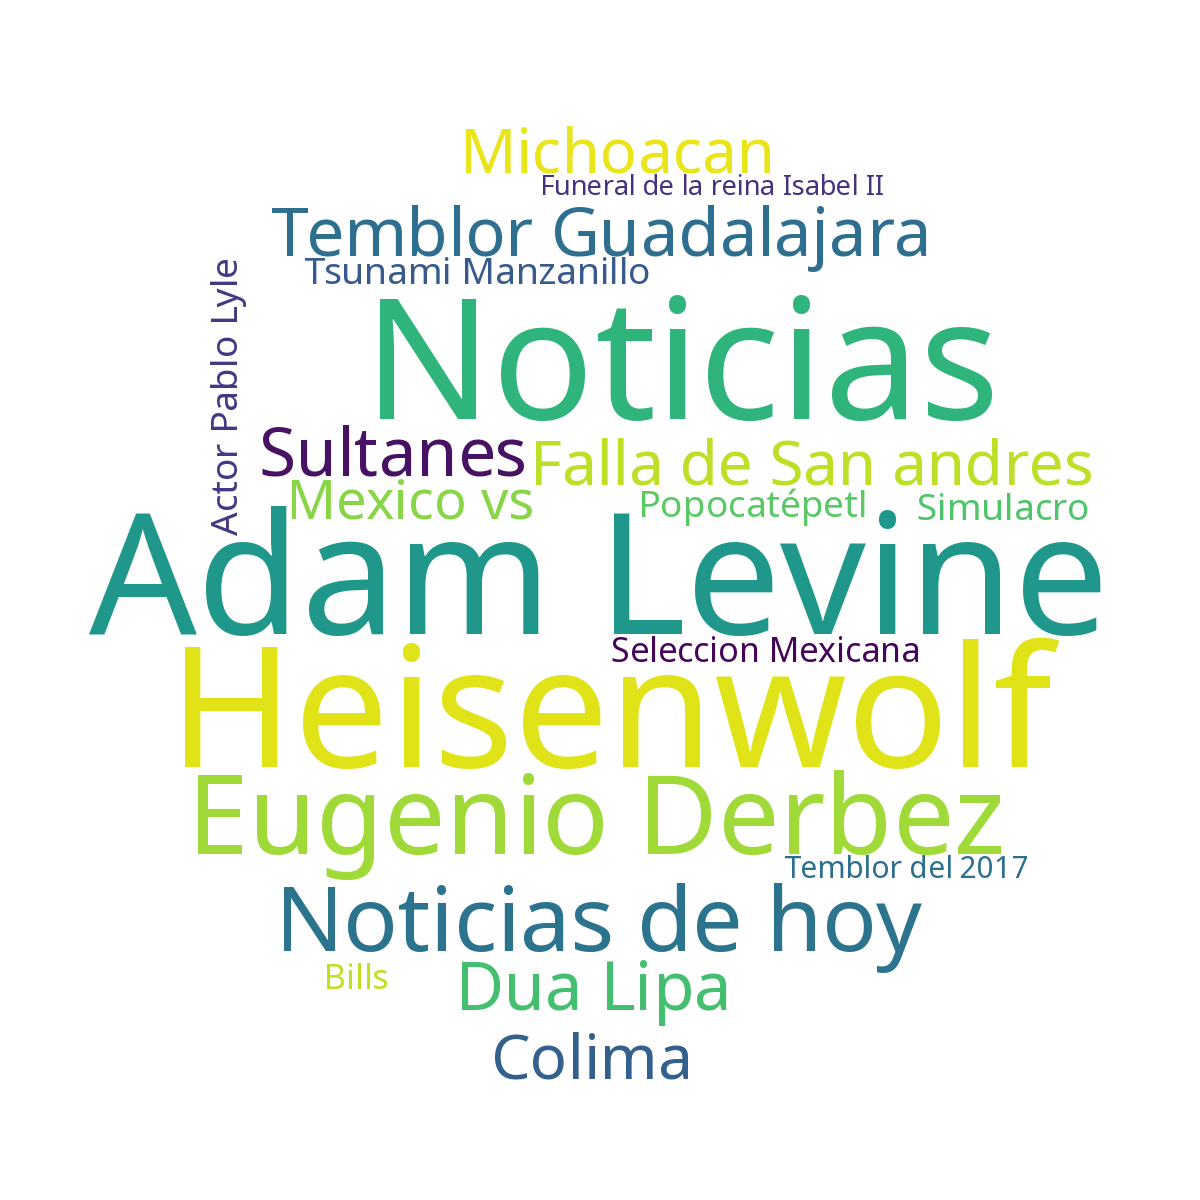 Michoacan
Funeral de la reina Isabel II
Temblor Guadalajara
Tsunami Manzanillo
Actor Pablo Lyle
Noticias
Sultanes
Falla de San andres
Mexico vs
Popocatépetl
Simulacro
Adam Levine
Seleccion Mexicana
Heisenwolf
Eugenio Derbez
Temblor del 2017
Noticias de hoy
Bills
Dua Lipa
Colima